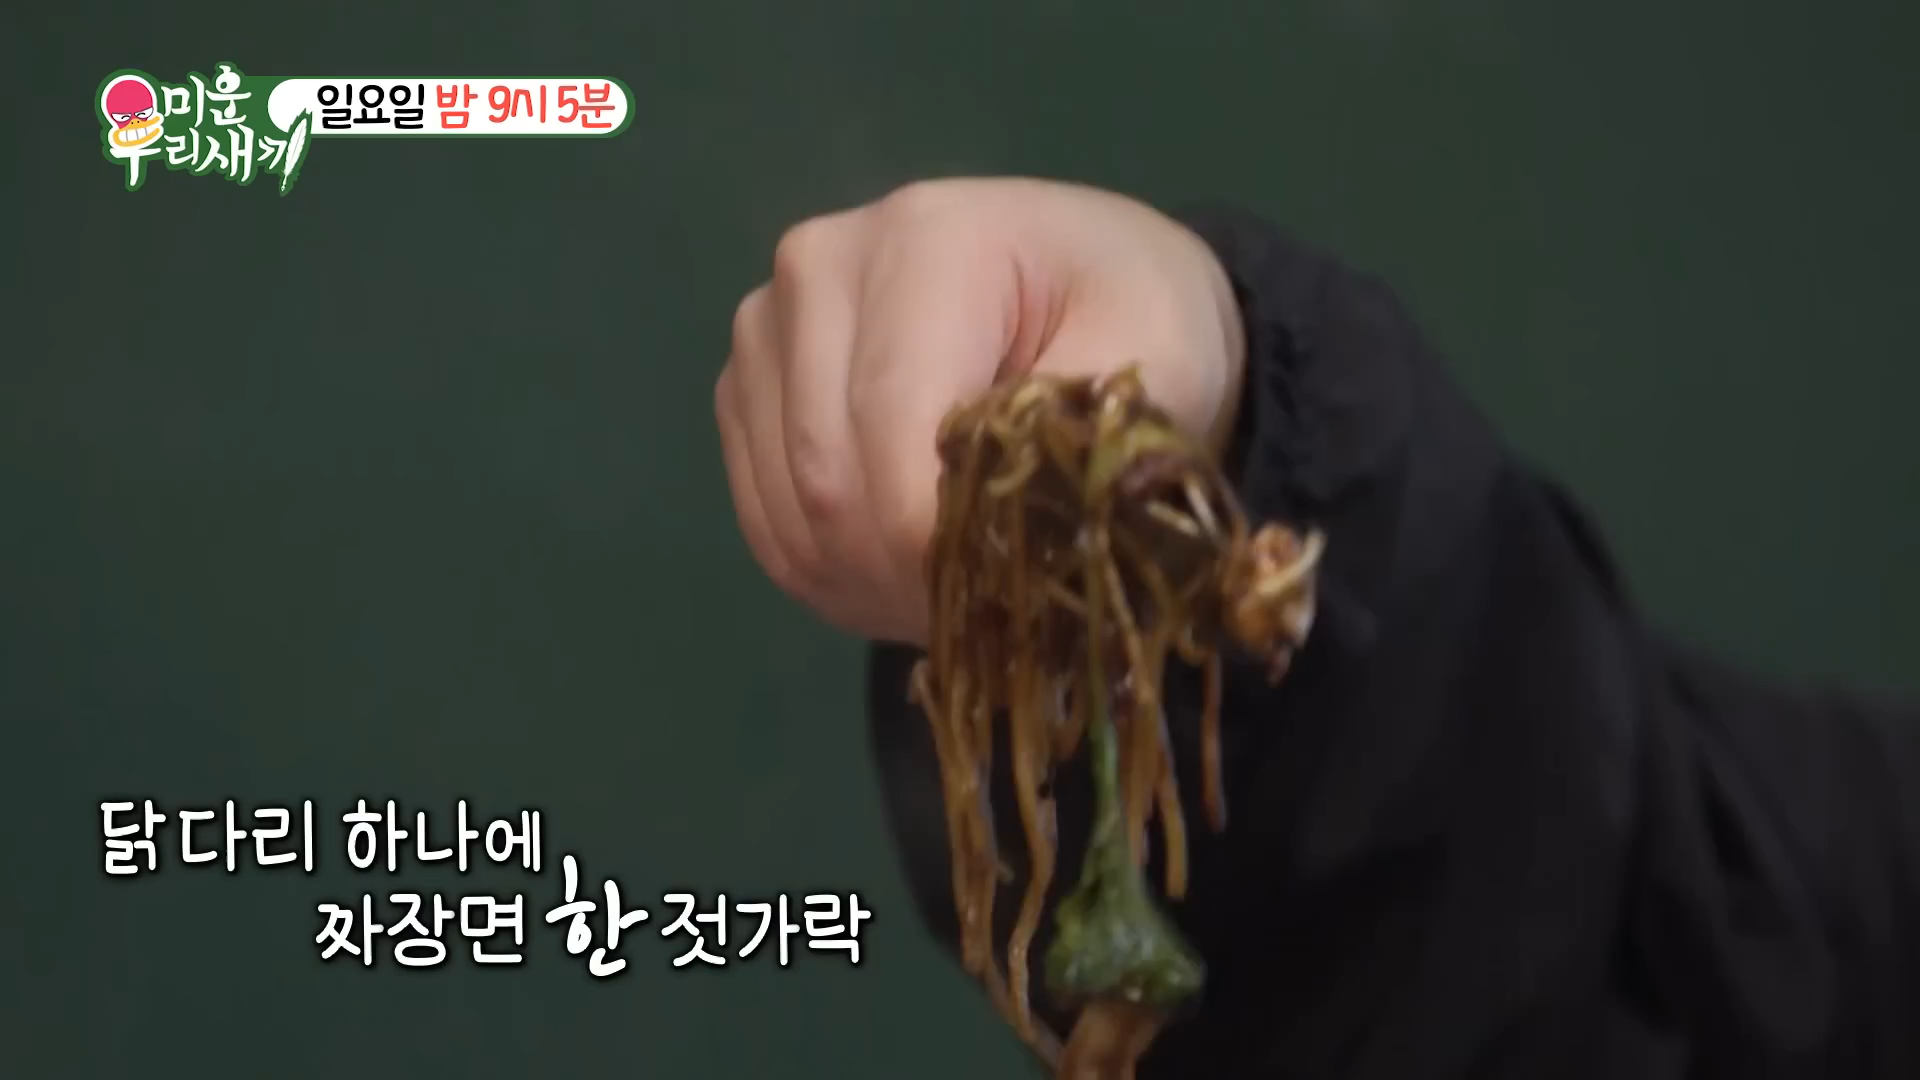 미운
우리새끼
일요일 밤 9시 5분
닭다리 하나에
짜장면 한 젓가락